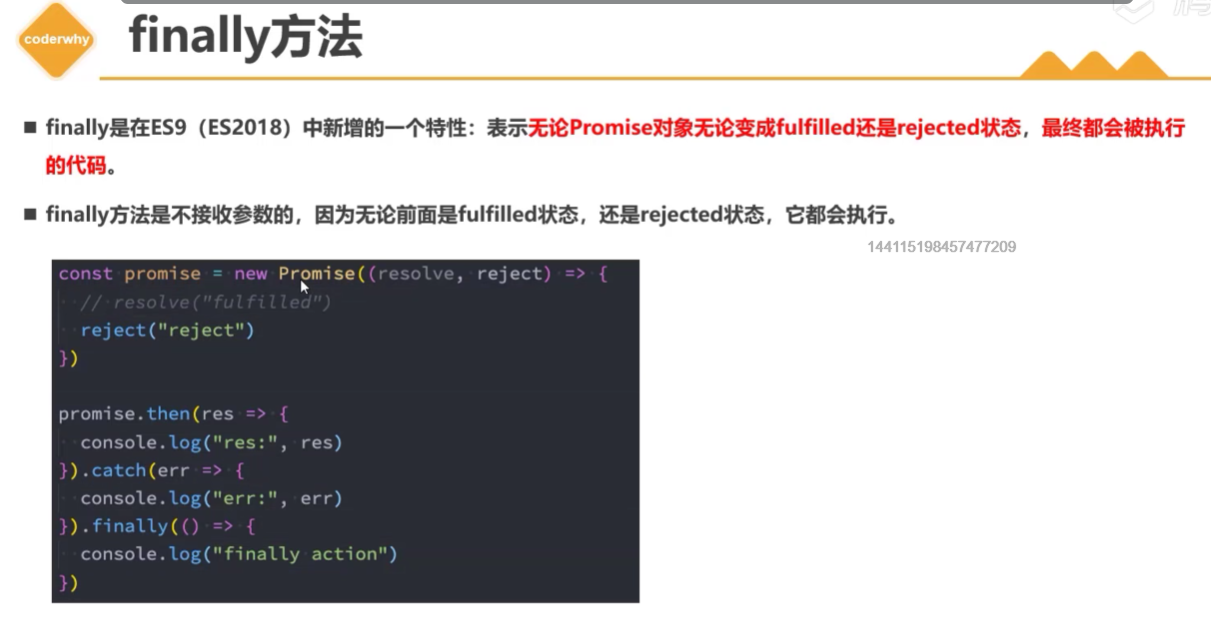 coderwhy
finally方法
■ finally是在ES9（ES2018）中新增的一个特性：表示无论Promise对象无论变成fulfilled还是rejected状态，最终都会被执行
的代码。
■ finally方法是不接收参数的，因为无论前面是fulfilled状态，还是rejected状态，它都会执行。
144115198457477209
const promise = new Promise((resolve, reject) => {
  // resolve("fulfilled")
  reject("reject")
})
promise.then(res => {
  console.log("res:", res)
}).catch(err => {
  console.log("err:", err)
}).finally(() => {
  console.log("finally action")
})